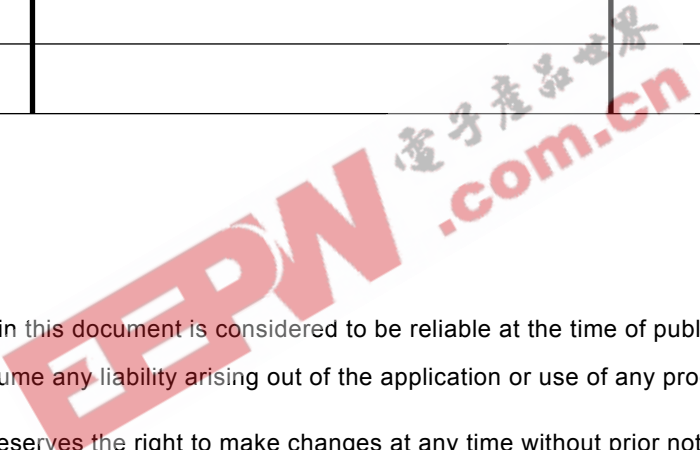 電子產品世界
EEPW.com.cn
in this document is considered to be reliable at the time of publ
ume any liability arising out of the application or use of any pro
eserves the right to make changes at any time without prior not